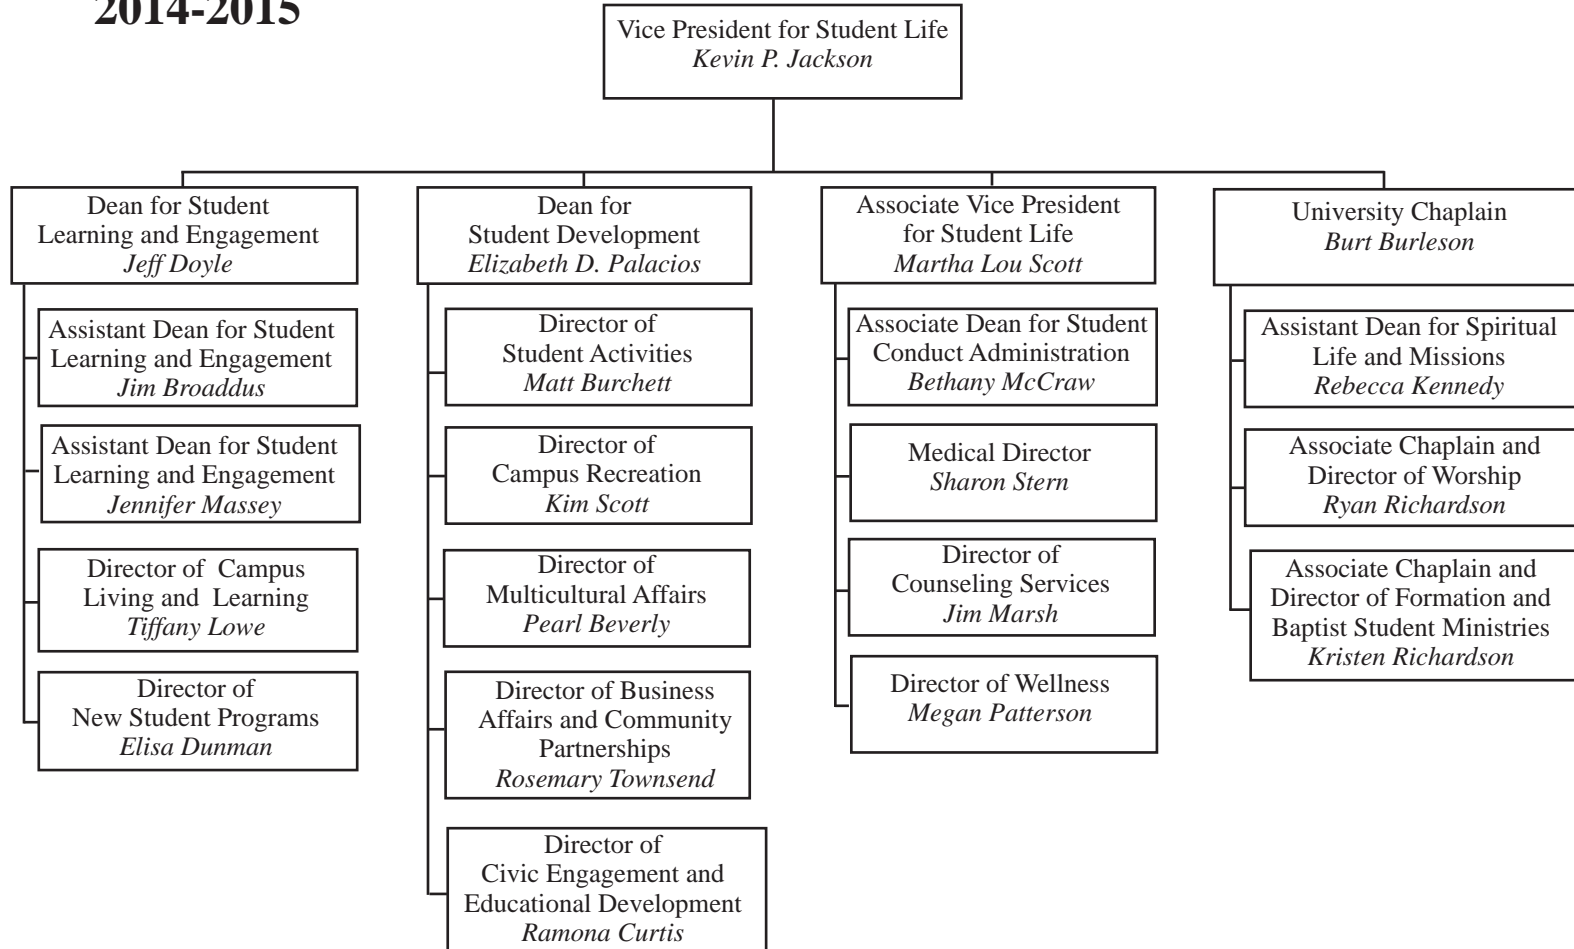 2014-2015
Vice President for Student Life
Kevin P. Jackson
Dean for Student
Learning and Engagement
Jeff Doyle
Assistant Dean for Student
Learning and Engagement
Jim Broaddus
Assistant Dean for Student
Learning and Engagement
Jennifer Massey
Director of Campus
Living and Learning
Tiffany Lowe
Director of
New Student Programs
Elisa Dunman
Dean for
Student Development
Elizabeth D. Palacios
Director of
Student Activities
Matt Burchett
Director of
Campus Recreation
Kim Scott
Director of
Multicultural Affairs
Pearl Beverly
Director of Business
Affairs and Community
Partnerships
Rosemary Townsend
Director of
Civic Engagement and
Educational Development
Ramona Curtis
Associate Vice President
for Student Life
Martha Lou Scott
Associate Dean for Student
Conduct Administration
Bethany McCraw
Medical Director
Sharon Stern
Director of
Counseling Services
Jim Marsh
Director of Wellness
Megan Patterson
University Chaplain
Burt Burleson
Assistant Dean for Spiritual
Life and Missions
Rebecca Kennedy
Associate Chaplain and
Director of Worship
Ryan Richardson
Associate Chaplain and
Director of Formation and
Baptist Student Ministries
Kristen Richardson